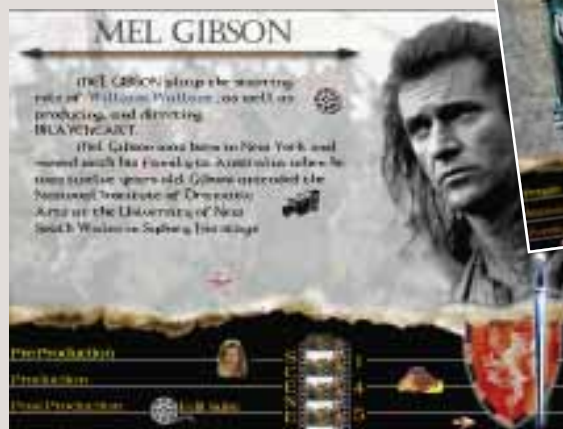 MEL GIBSON
MEL GIBSON plays the starring
role of William Wallace, as well as
producing, and directing
BRAVEHEART.
Mel Gibson was born in New York and
moved with his family to Australia when he
was twelve years old. Gibson attended the
National Institute of Dramatic
Arts at the University of New
South Wales in Sydney
Pre Production
Production
Post Production